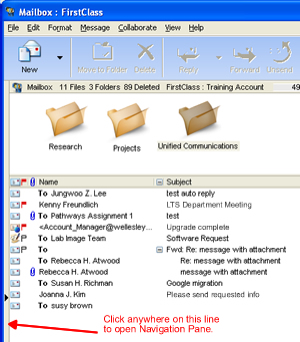 Mailbox : FirstClass
File Edit Format Message Collaborate View Help
New Move to Folder Delete Reply Forward Unsend
Mailbox 11 Files 3 Folders 89 Deleted FirstClass : Training Account 49
Research Projects Unified Communications
Name Subject
To Jungwoo Z. Lee test auto reply
Kenny Freundlich LTS Department Meeting
To Pathways Assignment 1 test
<Account_Manager@wellesley Upgrade complete
To Lab Image Team Software Request
To Fwd: Re: message with attachment
To Rebecca H. Atwood Re: message with attachment
Rebecca H. Atwood message with attachment
To Susan H. Richman Google migration
Joanna J. Kim Please send requested info
To susy brown
Click anywhere on this line
to open Navigation Pane.